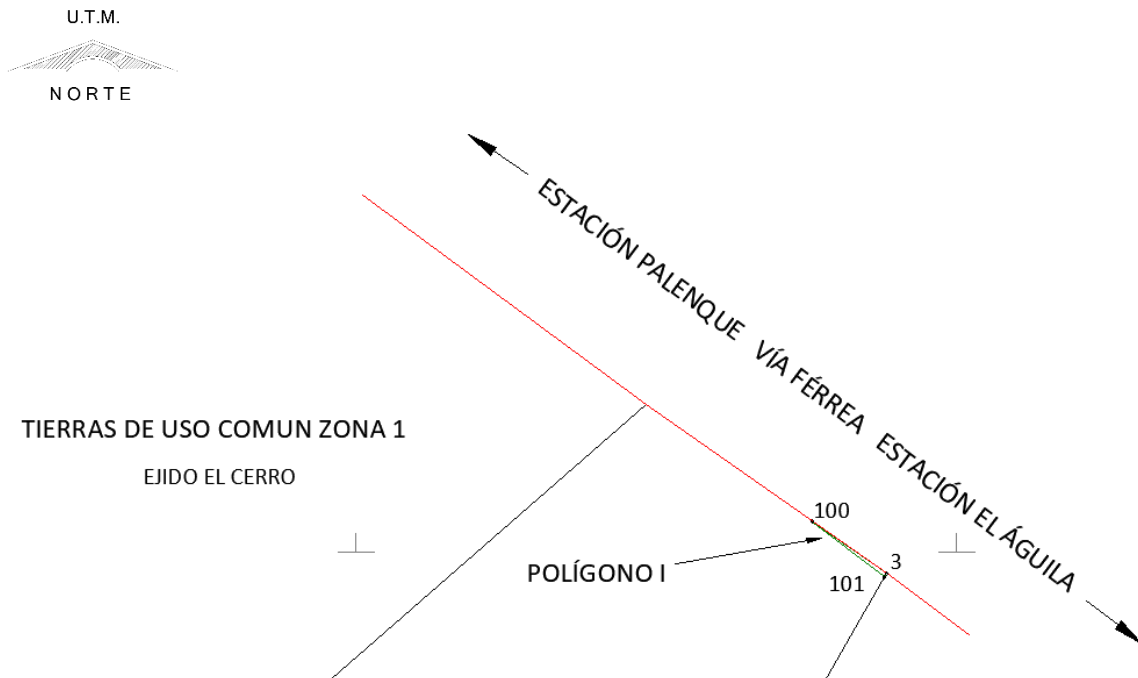 U.T.M.
NORTE
ESTACIÓN PALENQUE VÍA FÉRREA ESTACIÓN EL ÁGUILA
TIERRAS DE USO COMUN ZONA 1
EJIDO EL CERRO
100
POLÍGONO I
3
101